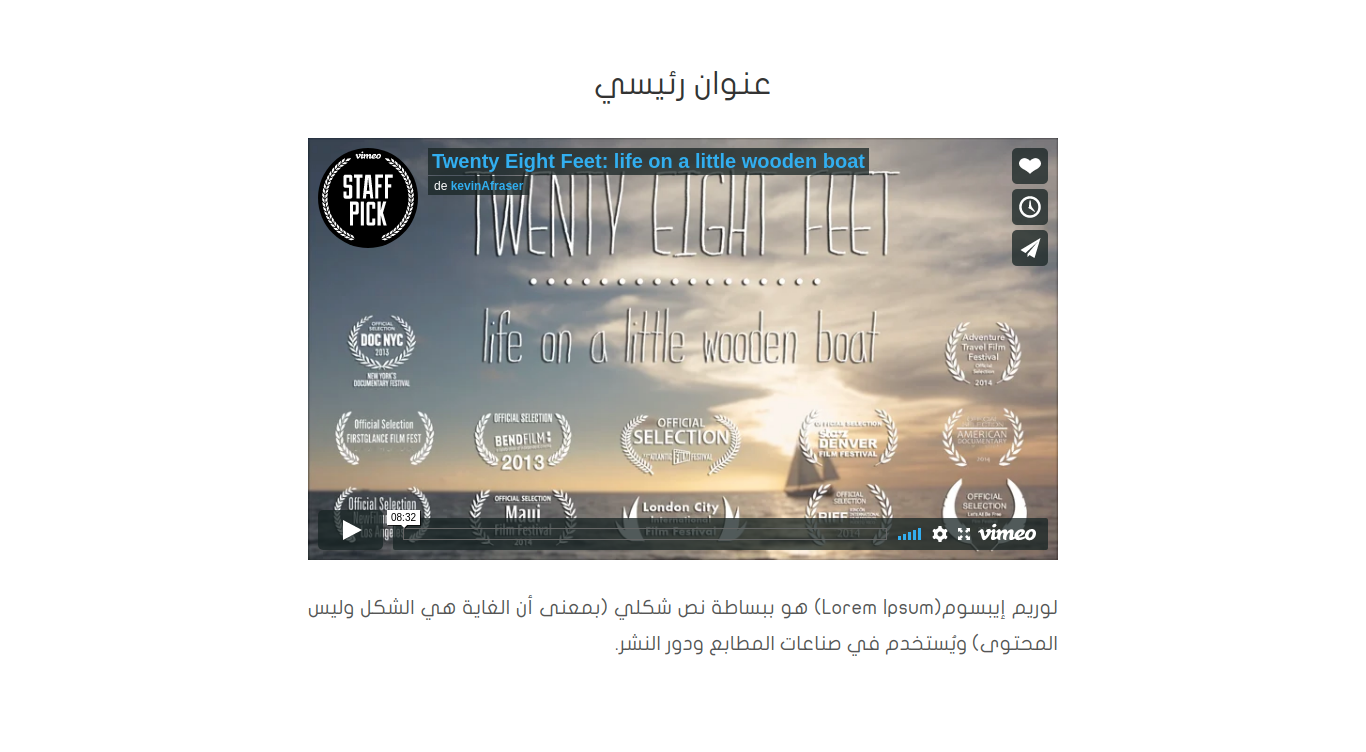 عنوان رئيسي
vimeo
STAFF
PICK
Twenty Eight Feet: life on a little wooden boat
de kevinAfraser
TWENTY EIGHT FEET
life on a little wooden boat
OFFICIAL
SELECTION
DOC NYC
2013
NEW YORK'S
DOCUMENTARY FESTIVAL
Adventure
Travel Film
Festival
Official
Selection
2014
Official Selection
FIRSTGLANCE FILM FEST
OFFICIAL SELECTION
BENDFILM:
2013
OFFICIAL
SELECTION
FILM FESTIVAL
OFFICIAL SELECTION
DENVER
FILM FESTIVAL
AMERICAN
DOCUMENTARY
2014
Official Selection
Los Angeles
OFFICIAL SELECTION
Maui
Film Festival
2014
London City
International
Film Festival
OFFICIAL
SELECTION
2014
OFFICIAL
SELECTION
Let's All Be Free
08:32
vimeo
لوريم إيبسوم(Lorem Ipsum) هو ببساطة نص شكلي (بمعنى أن الغاية هي الشكل وليس
المحتوى) ويُستخدم في صناعات المطابع ودور النشر.